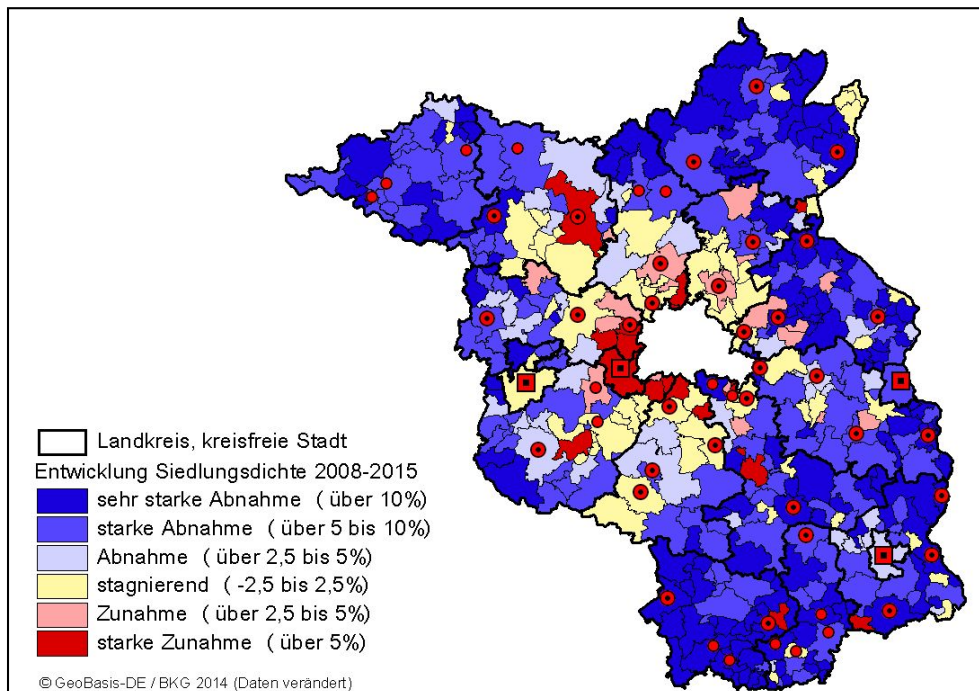 Landkreis, kreisfreie Stadt
Entwicklung Siedlungsdichte 2008-2015
sehr starke Abnahme ( über 10%)
starke Abnahme ( über 5 bis 10%)
Abnahme ( über 2,5 bis 5%)
stagnierend ( -2,5 bis 2,5%)
Zunahme ( über 2,5 bis 5%)
starke Zunahme ( über 5%)
© GeoBasis-DE / BKG 2014 (Daten verändert)